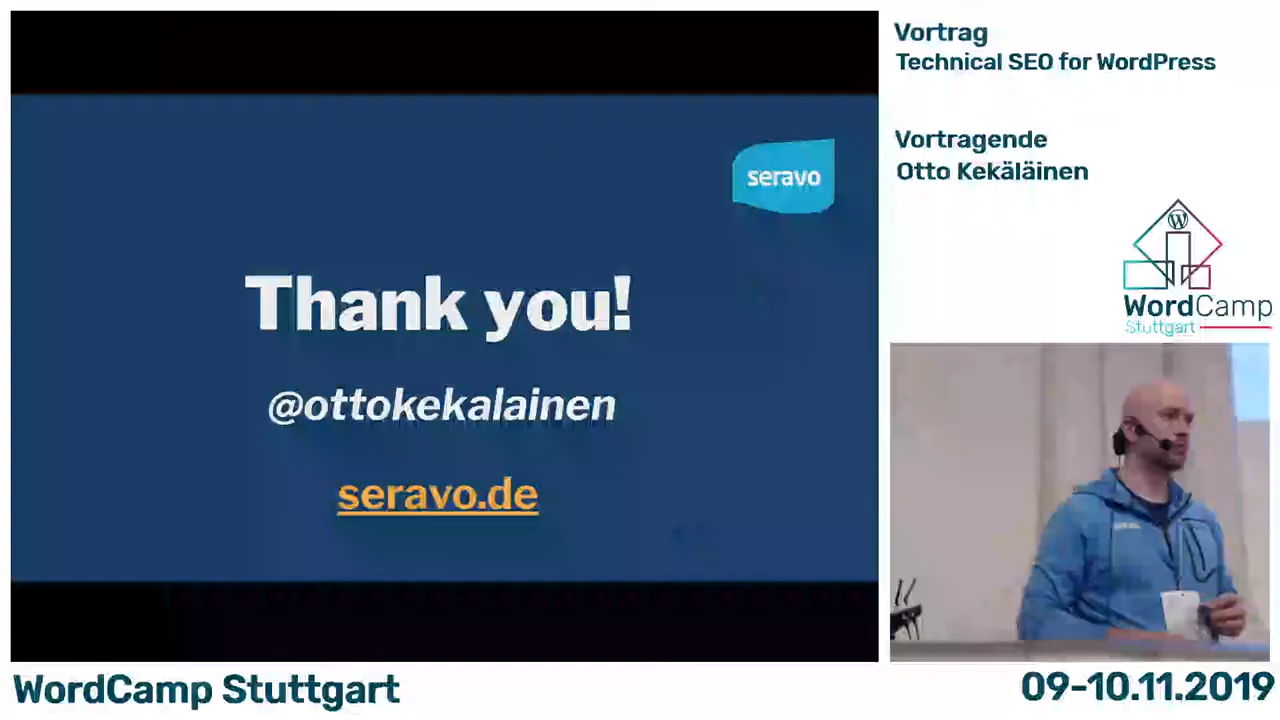 seravo
Thank you!
@ottokekalainen
seravo.de
Vortrag
Technical SEO for WordPress
Vortragende
Otto Kekäläinen
WordCamp
Stuttgart
WordCamp Stuttgart
09-10.11.2019